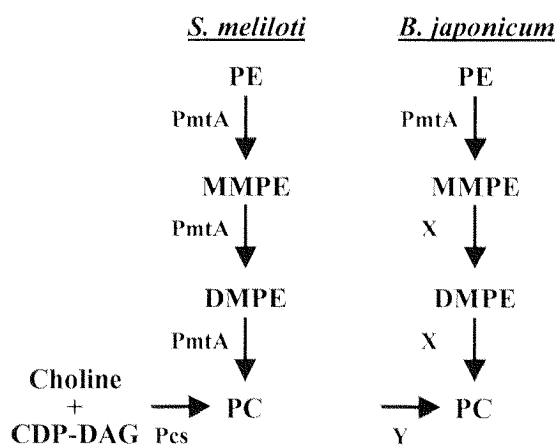 S. meliloti B. japonicum
PE PE
PmtA PmtA
MMPE MMPE
PmtA X
DMPE DMPE
PmtA X
Choline
+
CDP-DAG Pcs PC Y PC